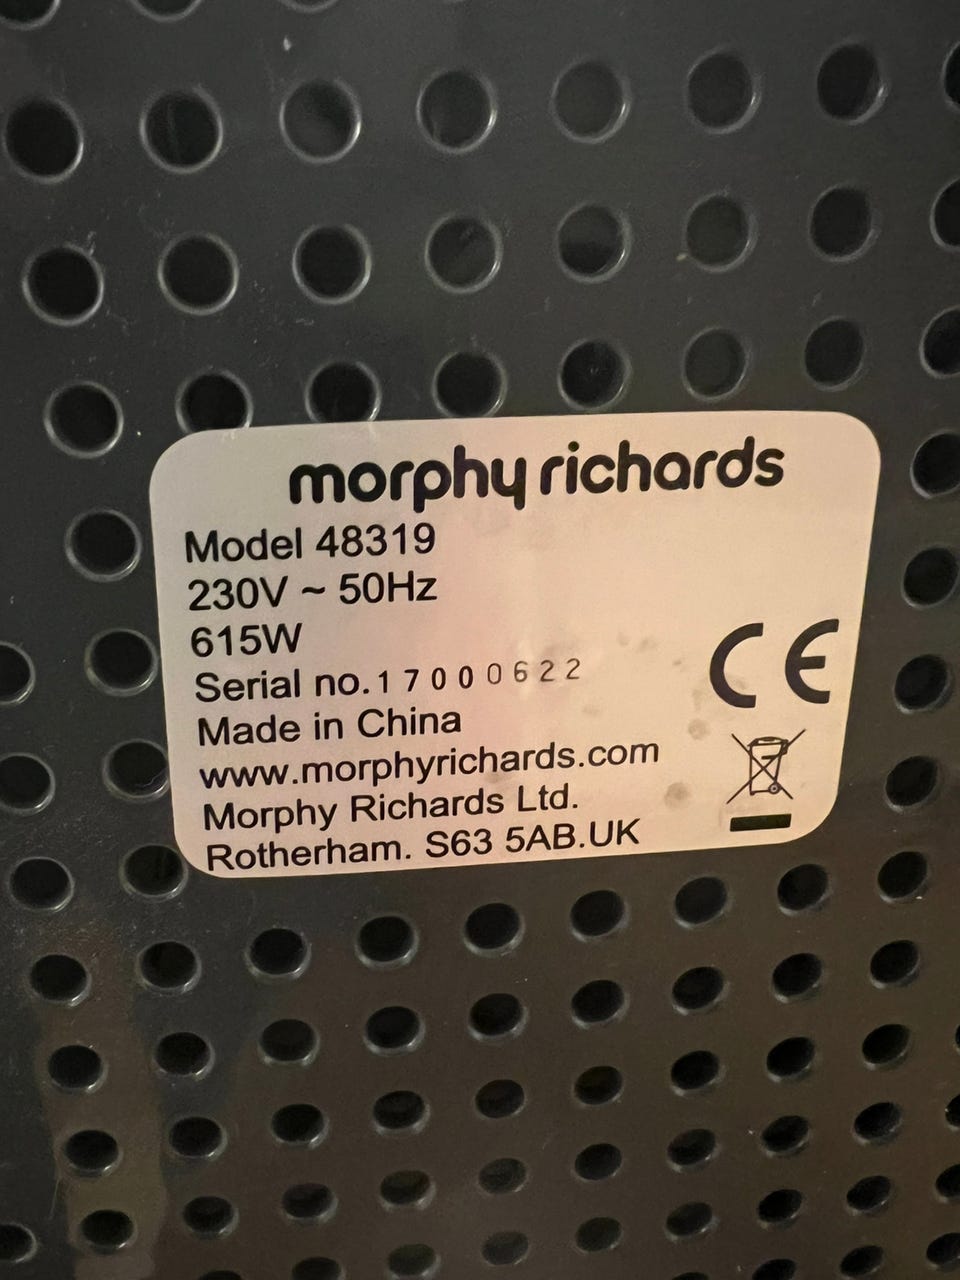 morphy richards
Model 48319
230V ~ 50Hz
615W
Serial no. 17000622
Made in China
www.morphyrichards.com
Morphy Richards Ltd.
Rotherham. S63 5AB.UK
CE